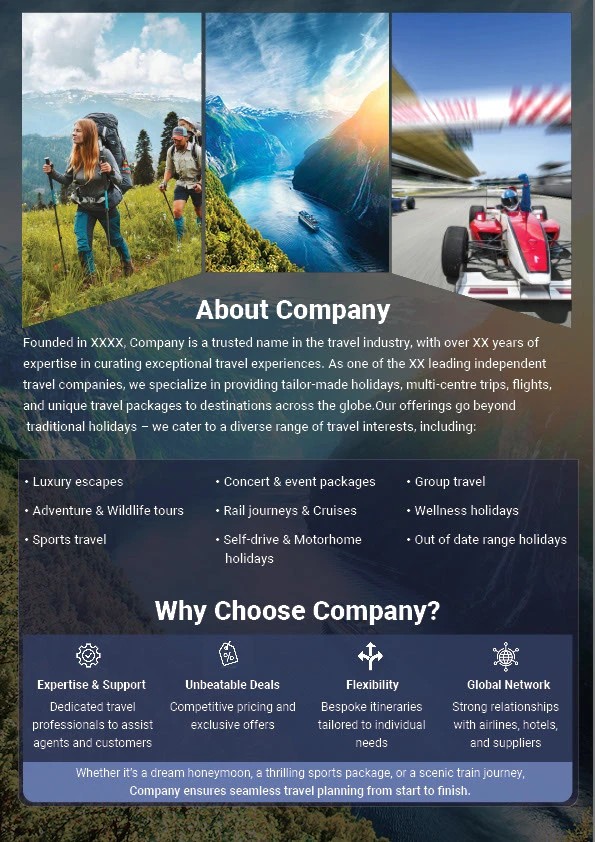 About Company
Founded in XXXX, Company is a trusted name in the travel industry, with over XX years of
expertise in curating exceptional travel experiences. As one of the XX leading independent
travel companies, we specialize in providing tailor-made holidays, multi-centre trips, flights,
and unique travel packages to destinations across the globe.Our offerings go beyond
traditional holidays – we cater to a diverse range of travel interests, including:
• Luxury escapes
• Adventure & Wildlife tours
• Sports travel
• Concert & event packages
• Rail journeys & Cruises
• Self-drive & Motorhome
holidays
• Group travel
• Wellness holidays
• Out of date range holidays
Why Choose Company?
Expertise & Support
Dedicated travel
professionals to assist
agents and customers
Unbeatable Deals
Competitive pricing and
exclusive offers
Flexibility
Bespoke itineraries
tailored to individual
needs
Global Network
Strong relationships
with airlines, hotels,
and suppliers
Whether it's a dream honeymoon, a thrilling sports package, or a scenic train journey,
Company ensures seamless travel planning from start to finish.